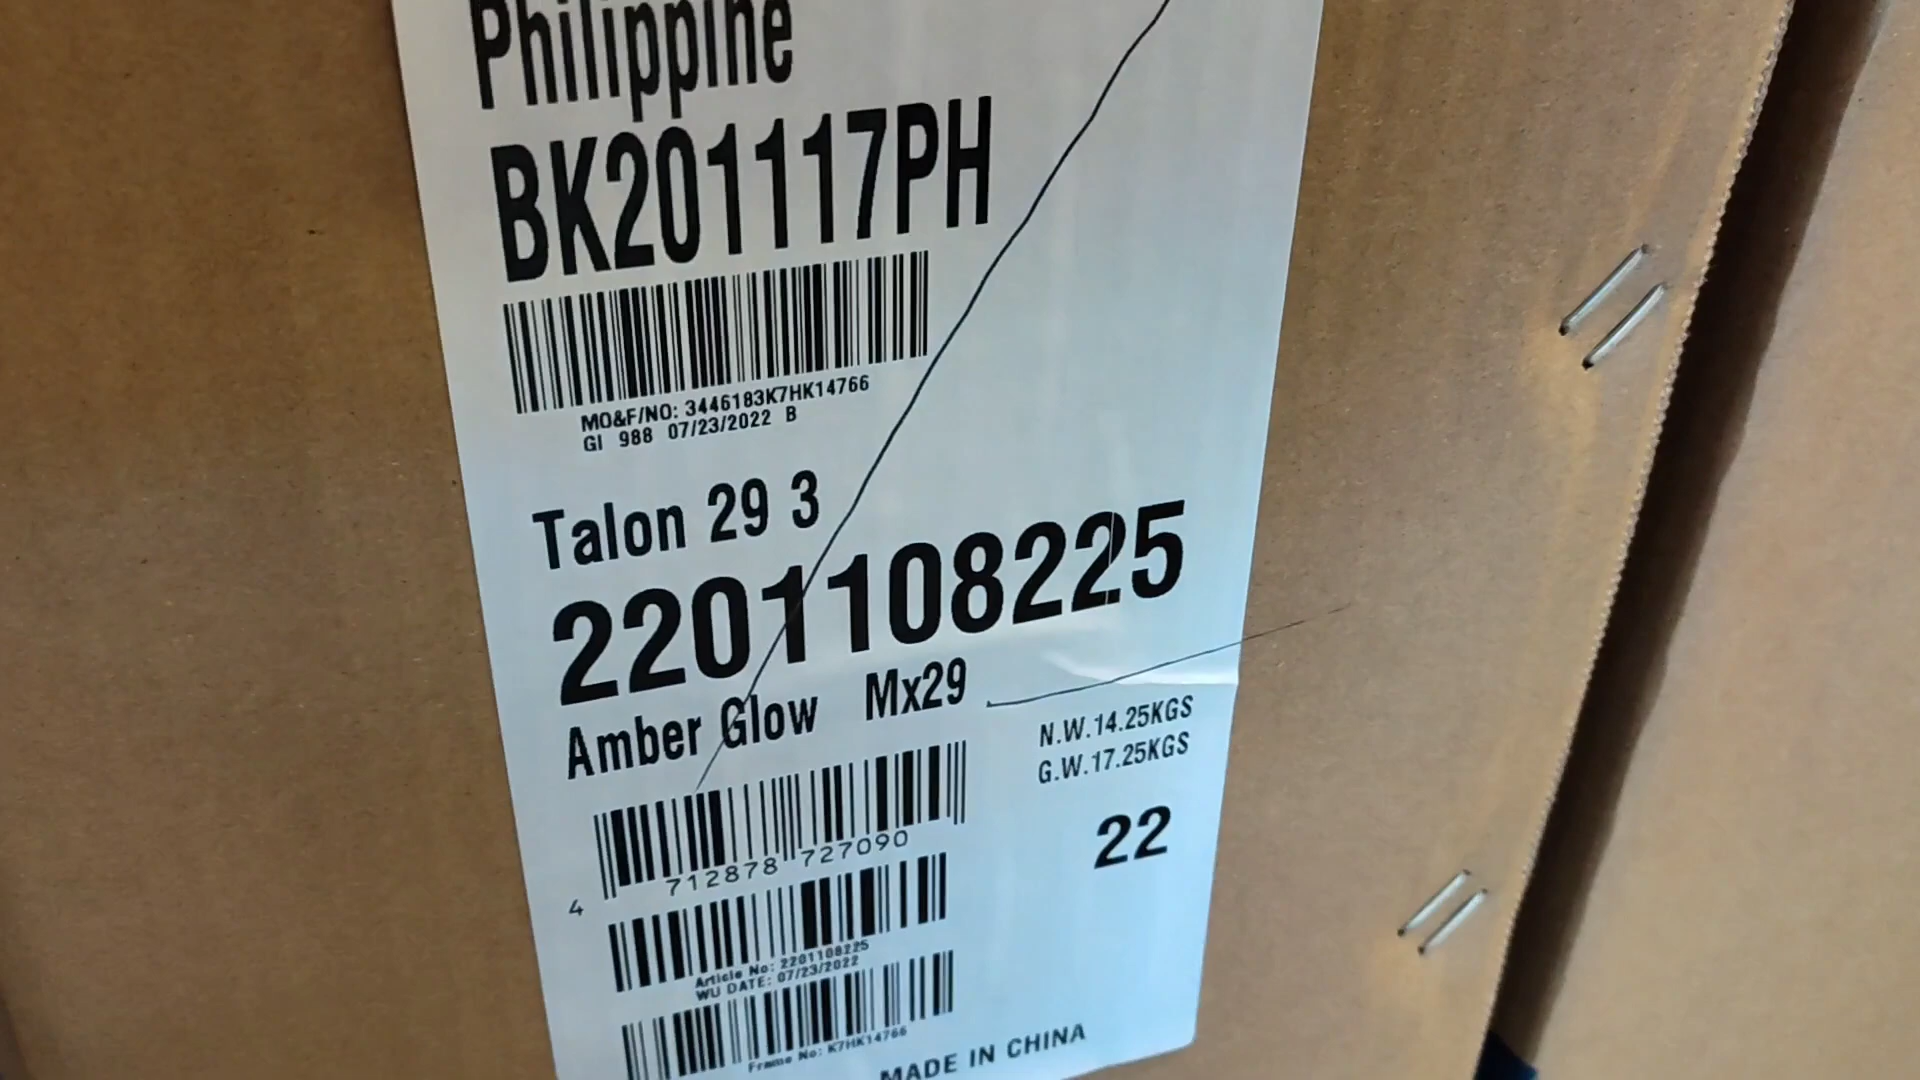 Philippine
BK201117PH
MO&F/NO: 3446183K7HK14766
GI 988 07/23/2022 B
Talon 29 3
2201108225
Amber Glow Mx29
N.W.14.25KGS
G.W.17.25KGS
22
4 712878 727090
Article No: 2201108225
WU DATE: 07/23/2022
Frame No: K7HK14766
MADE IN CHINA